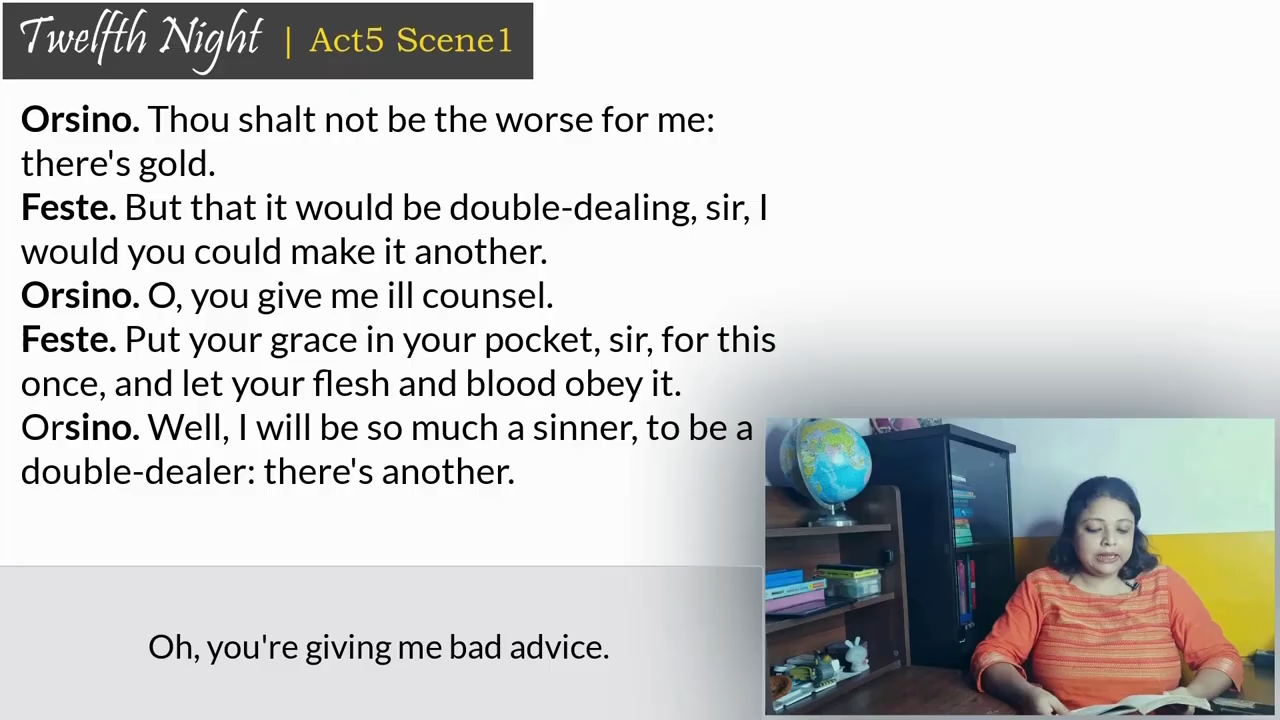 Twelfth Night | Act5 Scene1
Orsino. Thou shalt not be the worse for me:
there's gold.
Feste. But that it would be double-dealing, sir, I
would you could make it another.
Orsino. O, you give me ill counsel.
Feste. Put your grace in your pocket, sir, for this
once, and let your flesh and blood obey it.
Orsino. Well, I will be so much a sinner, to be a
double-dealer: there's another.
Oh, you're giving me bad advice.